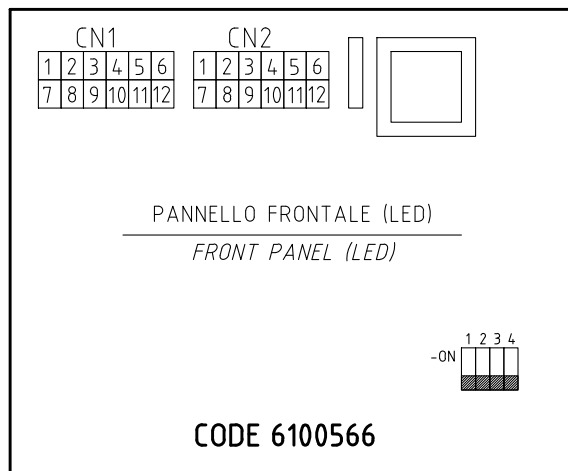 CN1 CN2
1 2 3 4 5 6 1 2 3 4 5 6
7 8 9 10 11 12 7 8 9 10 11 12
PANNELLO FRONTALE (LED)
FRONT PANEL (LED)
1 2 3 4
-ON
CODE 6100566